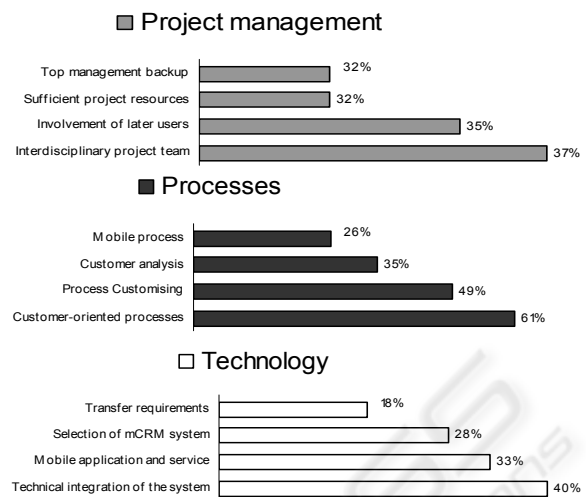 Project management
Top management backup 32%
Sufficient project resources 32%
Involvement of later users 35%
Interdisciplinary project team 37%
Processes
Mobile process 26%
Customer analysis 35%
Process Customising 49%
Customer-oriented processes 61%
Technology
Transfer requirements 18%
Selection of mCRM system 28%
Mobile application and service 33%
Technical integration of the system 40%